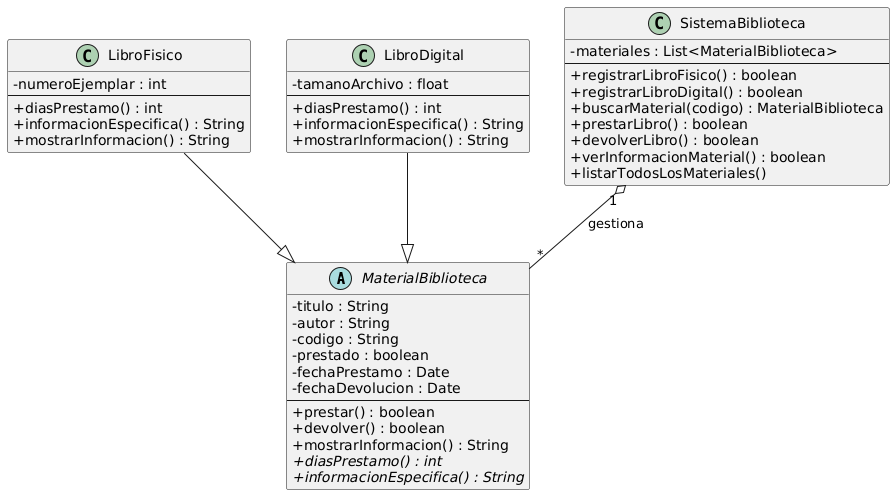 C LibroFisico
-numeroEjemplar : int
+diasPrestamo() : int
+informacionEspecifica() : String
+mostrarInformacion() : String
C LibroDigital
-tamanoArchivo : float
+diasPrestamo() : int
+informacionEspecifica() : String
+mostrarInformacion() : String
C SistemaBiblioteca
-materiales : List<MaterialBiblioteca>
+registrarLibroFisico() : boolean
+registrarLibroDigital() : boolean
+buscarMaterial(codigo) : MaterialBiblioteca
+prestarLibro() : boolean
+devolverLibro() : boolean
+verInformacionMaterial() : boolean
+listarTodosLosMateriales()
1
gestiona
*
A MaterialBiblioteca
-titulo : String
-autor : String
-codigo : String
-prestado : boolean
-fechaPrestamo : Date
-fechaDevolucion : Date
+prestar() : boolean
+devolver() : boolean
+mostrarInformacion() : String
+diasPrestamo() : int
+informacionEspecifica() : String